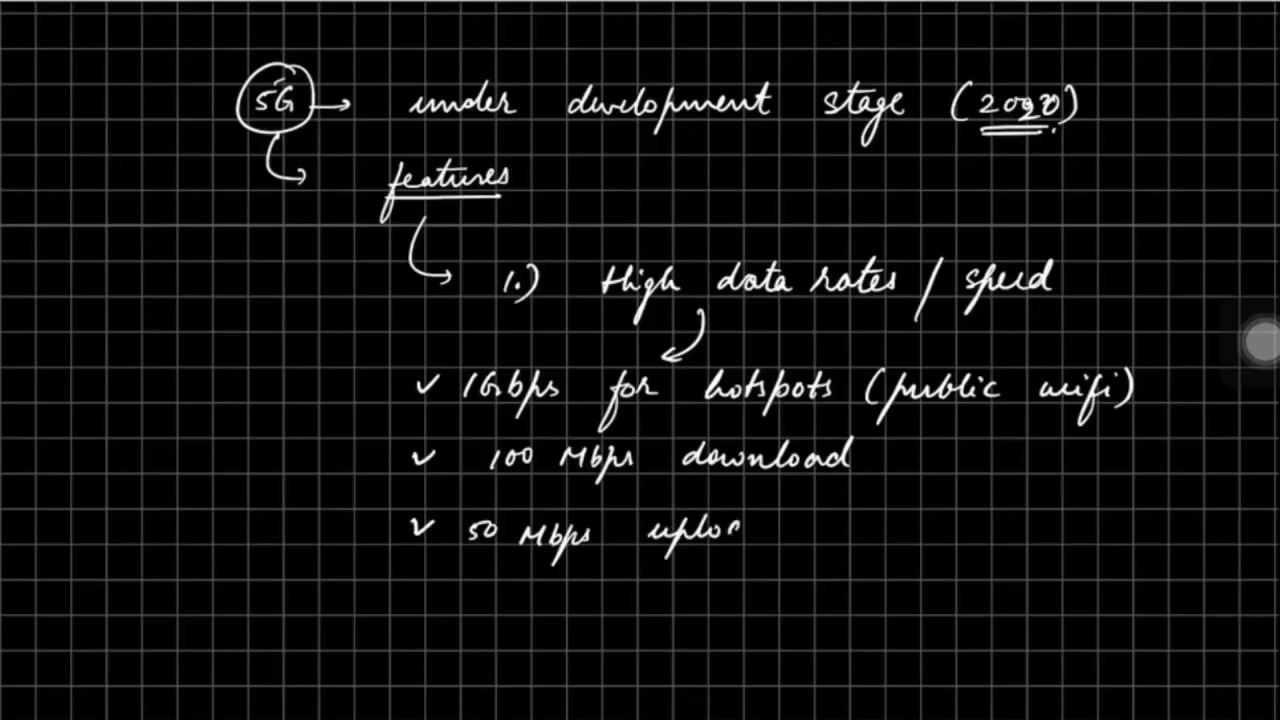 5G → under development stage (2020)
features
1.) High data rates / speed
✓ 1Gbps for hotspots (public wifi)
✓ 100 Mbps download
✓ 50 Mbps uplo